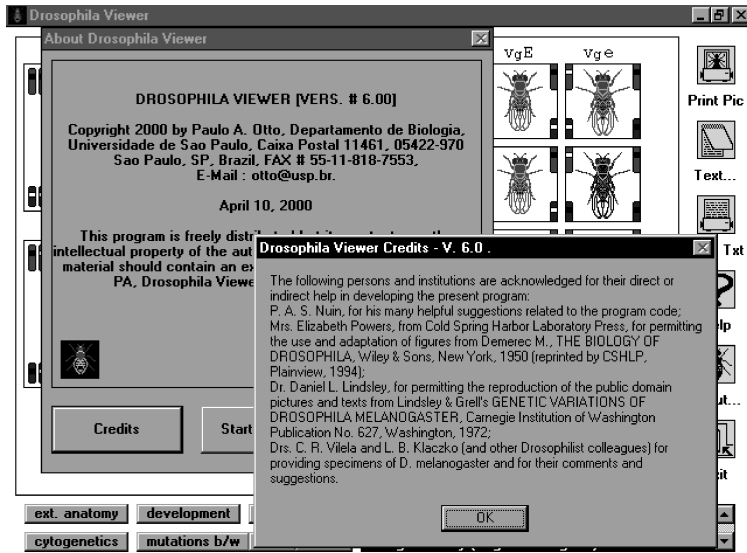 Drosophila Viewer
About Drosophila Viewer
DROSOPHILA VIEWER [VERS. # 6.00]
Copyright 2000 by Paulo A. Otto, Departamento de Biologia,
Universidade de Sao Paulo, Caixa Postal 11461, 05422-970
Sao Paulo, SP, Brazil, FAX # 55-11-818-7553,
E-Mail : otto@usp.br.
April 10, 2000
This program is freely
intellectual property of the
material should contain an
PA, Drosophila
Credits
Start
VgE
Vge
Print Pic
Text...
Txt
Drosophila Viewer Credits - V. 6.0 .
The following persons and institutions are acknowledged for their direct or
indirect help in developing the present program:
P. A. S. Nuin, for his many helpful suggestions related to the program code;
Mrs. Elizabeth Powers, from Cold Spring Harbor Laboratory Press, for permitting
the use and adaptation of figures from Demerec M., THE BIOLOGY OF
DROSOPHILA, Wiley & Sons, New York, 1950 (reprinted by CSHLP,
Plainview, 1994);
Dr. Daniel L. Lindsley, for permitting the reproduction of the public domain
pictures and texts from Lindsley & Grell's GENETIC VARIATIONS OF
DROSOPHILA MELANOGASTER, Carnegie Institution of Washington
Publication No. 627, Washington, 1972;
Drs. C. R. Vilela and L. B. Klaczko (and other Drosophilist colleagues) for
providing specimens of D. melanogaster and for their comments and
suggestions.
OK
ext. anatomy
development
cytogenetics
mutations b/w